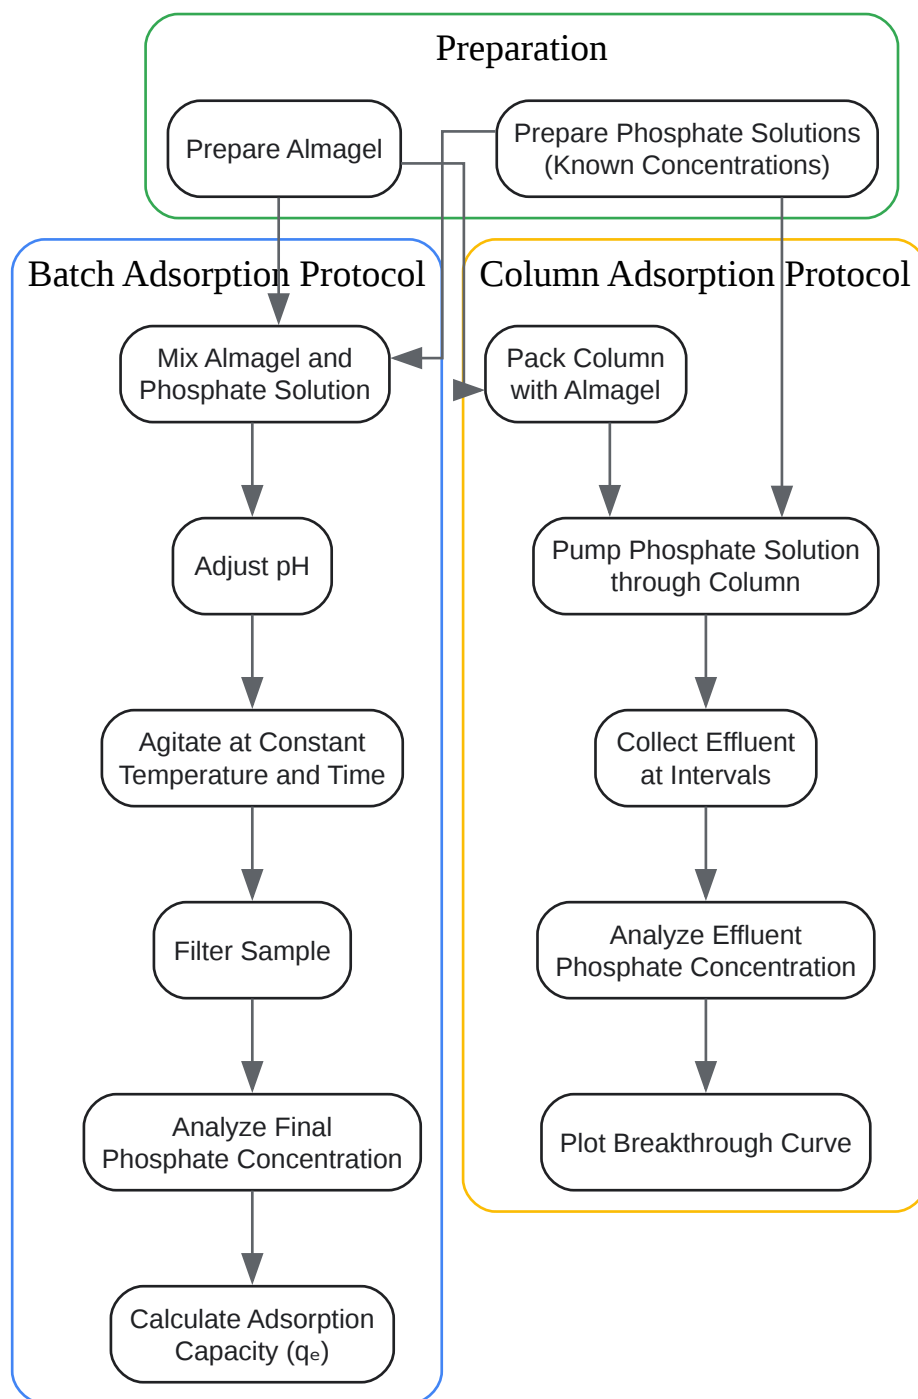 Preparation
Prepare Almagel
Prepare Phosphate Solutions
(Known Concentrations)
Batch Adsorption Protocol
Mix Almagel and
Phosphate Solution
Adjust pH
Agitate at Constant
Temperature and Time
Filter Sample
Analyze Final
Phosphate Concentration
Calculate Adsorption
Capacity (qₑ)
Column Adsorption Protocol
Pack Column
with Almagel
Pump Phosphate Solution
through Column
Collect Effluent
at Intervals
Analyze Effluent
Phosphate Concentration
Plot Breakthrough Curve